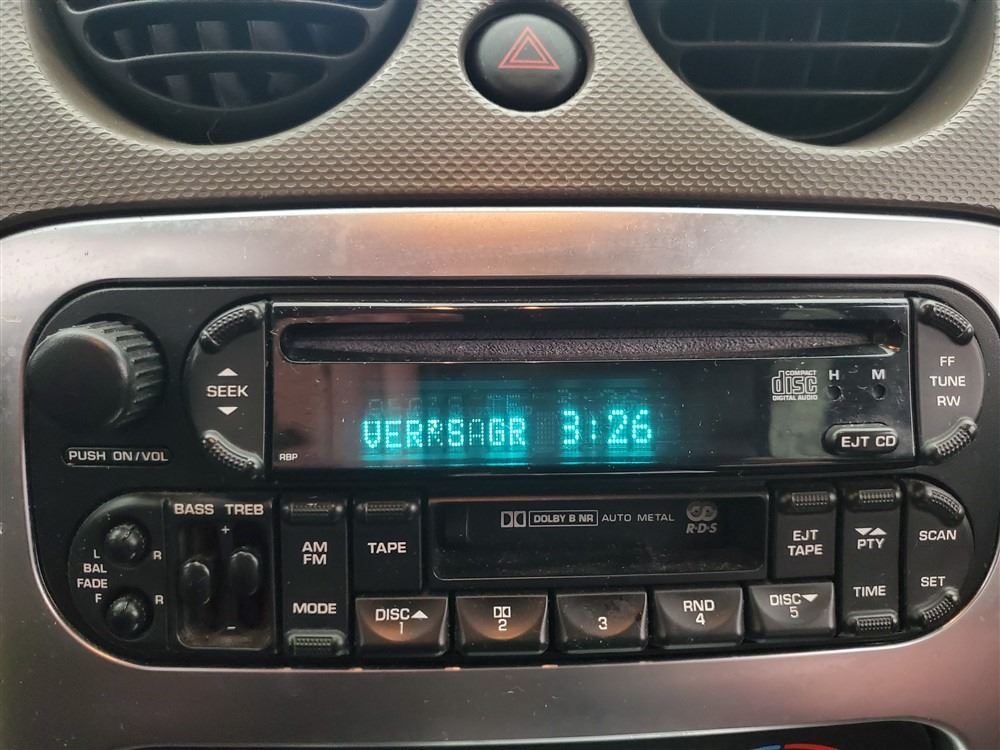 COMPACT
disc
DIGITAL AUDIO
H M
FF
TUNE
RW
SEEK
3:26
EJT CD
RBP
PUSH ON/VOL
BASS TREB
+
−
L R
BAL
FADE
F R
AM
FM
MODE
TAPE
DOLBY B NR AUTO METAL
R·D·S
EJT
TAPE
PTY
TIME
SCAN
SET
DISC
1
2
3
RND
4
DISC
5